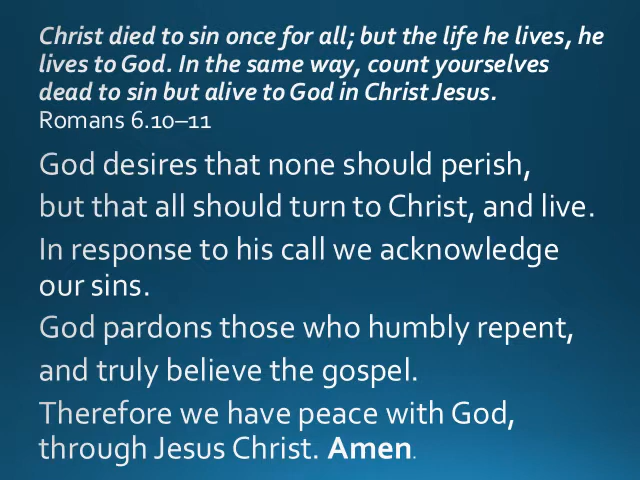 Christ died to sin once for all; but the life he lives, he
lives to God. In the same way, count yourselves
dead to sin but alive to God in Christ Jesus.
Romans 6.10–11
God desires that none should perish,
but that all should turn to Christ, and live.
In response to his call we acknowledge
our sins.
God pardons those who humbly repent,
and truly believe the gospel.
Therefore we have peace with God,
through Jesus Christ. Amen.